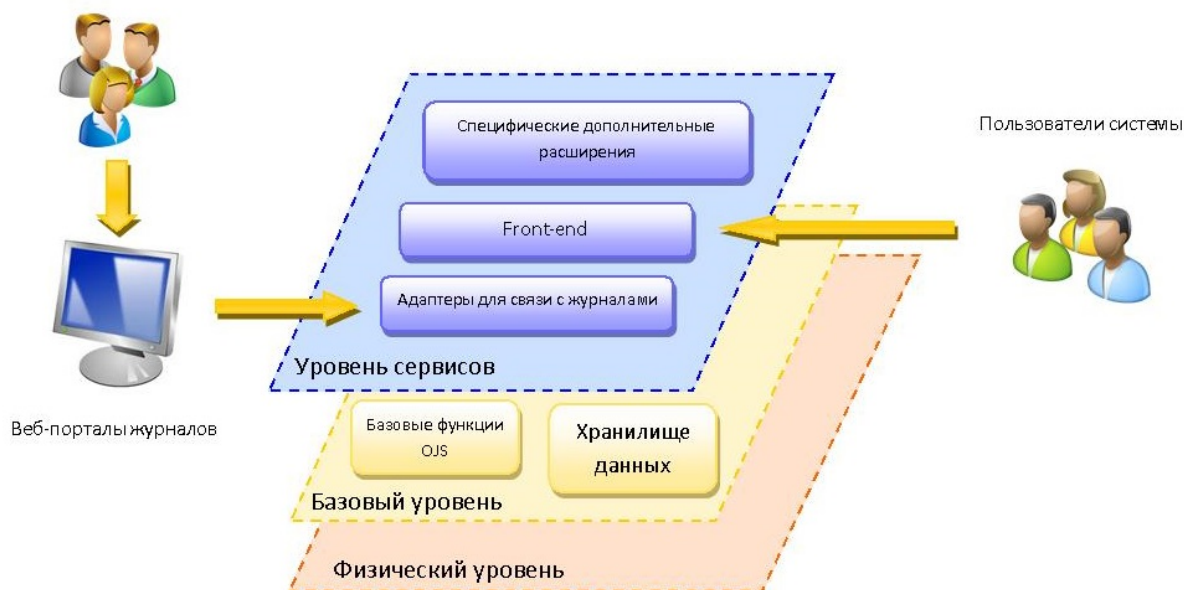 Специфические дополнительные
расширения
Пользователи системы
Front-end
Адаптеры для связи с журналами
Уровень сервисов
Веб-порталы журналов
Базовые функции
OJS
Хранилище
данных
Базовый уровень
Физический уровень